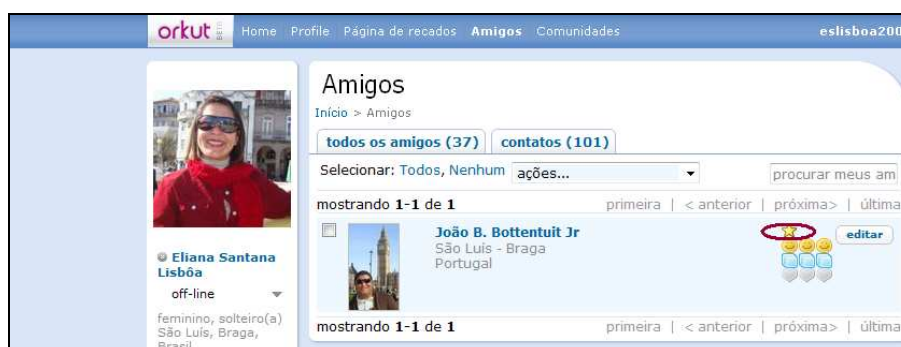 orkut BETA Home Profile Página de recados Amigos Comunidades eslisboa200
Amigos
Início > Amigos
todos os amigos (37) contatos (101)
Selecionar: Todos, Nenhum ações... procurar meus am
mostrando 1-1 de 1 primeira | < anterior | próxima> | última
João B. Bottentuit Jr editar
São Luís - Braga
Portugal
mostrando 1-1 de 1 primeira | < anterior | próxima> | última
Eliana Santana
Lisbôa
off-line
feminino, solteiro(a)
São Luís, Braga,
Brasil